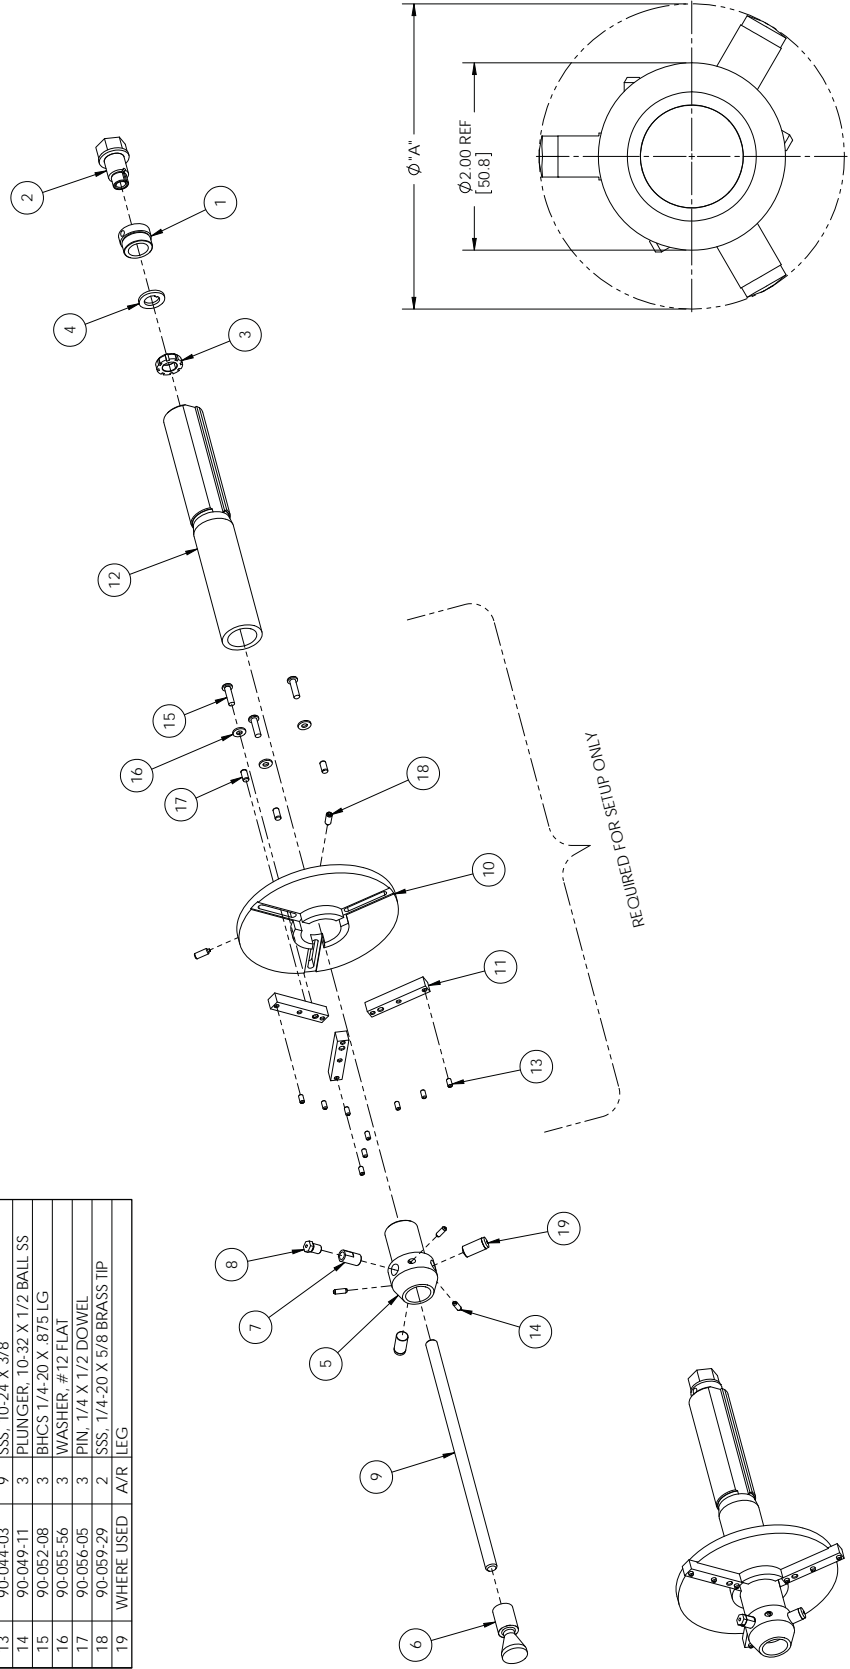 13 90-044-03 9 SSS, 10-24 X 3/8
14 90-049-11 3 PLUNGER, 10-32 X 1/2 BALL SS
15 90-052-08 3 BHCS 1/4-20 X .875 LG
16 90-055-56 3 WASHER, #12 FLAT
17 90-056-05 3 PIN, 1/4 X 1/2 DOWEL
18 90-059-29 2 SSS, 1/4-20 X 5/8 BRASS TIP
19 WHERE USED A/R LEG
6
9
5
7
8
14
19
13
11
10
18
17
16
15
12
3
4
1
2
REQUIRED FOR SETUP ONLY
Ø"A"
Ø2.00 REF
[50.8]